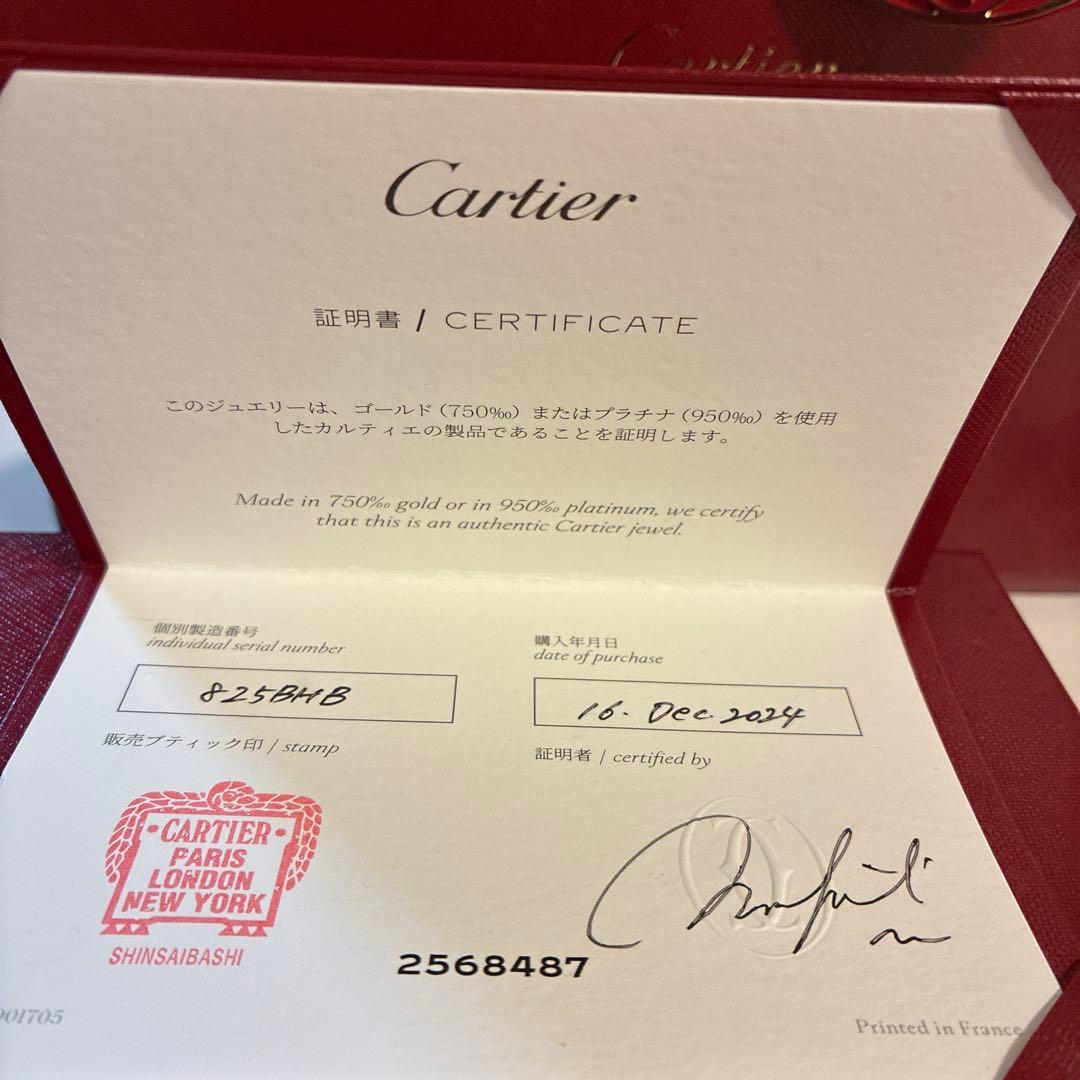 Cartier
Cartier
証明書 / CERTIFICATE
このジュエリーは、ゴールド（750‰）またはプラチナ（950‰）を使用
したカルティエの製品であることを証明します。
Made in 750‰ gold or in 950‰ platinum, we certify
that this is an authentic Cartier jewel.
個別製造番号
individual serial number
825BHB
購入年月日
date of purchase
16. Dec. 2024
販売ブティック印 / stamp
証明者 / certified by
CARTIER
PARIS
LONDON
NEW YORK
SHINSAIBASHI
2568487
901705
Printed in France